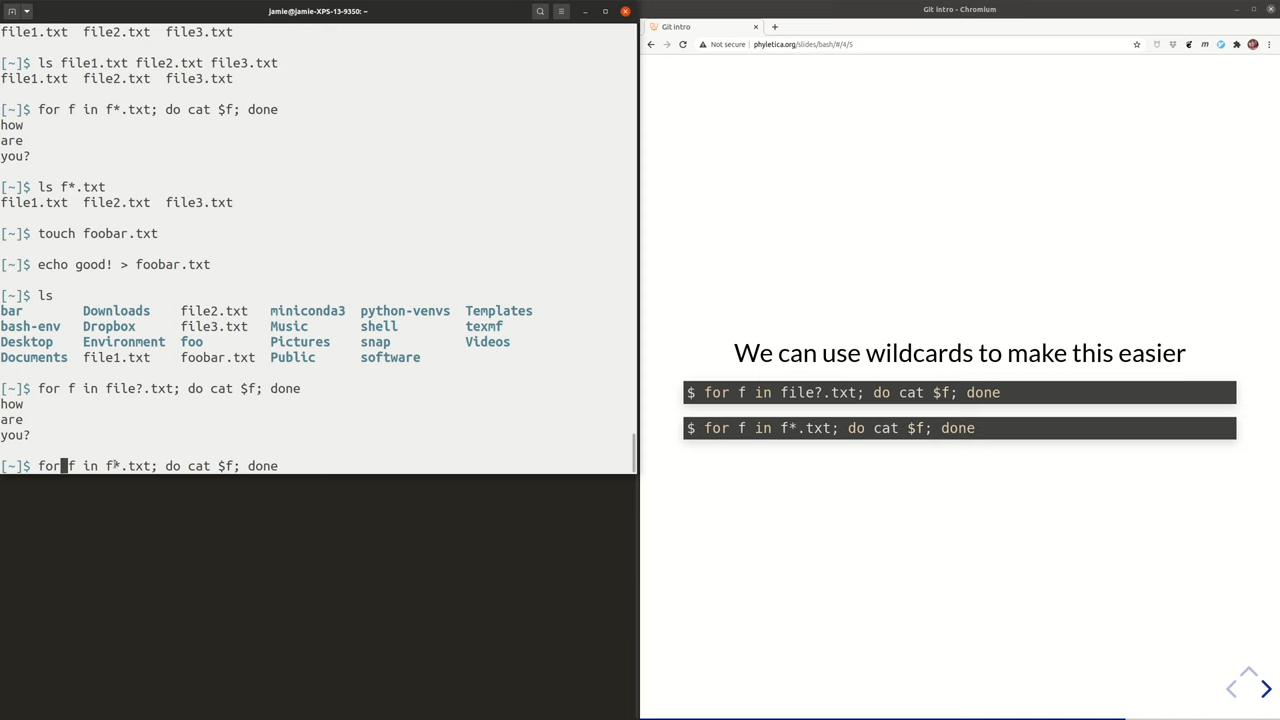 jamie@jamie-XPS-13-9350: ~
file1.txt  file2.txt  file3.txt
[~]$ ls file1.txt file2.txt file3.txt
file1.txt  file2.txt  file3.txt
[~]$ for f in f*.txt; do cat $f; done
how
are
you?
[~]$ ls f*.txt
file1.txt  file2.txt  file3.txt
[~]$ touch foobar.txt
[~]$ echo good! > foobar.txt
[~]$ ls
bar        Downloads    file2.txt   miniconda3  python-venvs  Templates
bash-env   Dropbox      file3.txt   Music       shell         texmf
Desktop    Environment  foo         Pictures    snap          Videos
Documents  file1.txt    foobar.txt  Public      software
[~]$ for f in file?.txt; do cat $f; done
how
are
you?
[~]$ for f in f*.txt; do cat $f; done
Git intro - Chromium
Git intro
Not secure | phyletica.org/slides/bash/#/4/5
We can use wildcards to make this easier
$ for f in file?.txt; do cat $f; done
$ for f in f*.txt; do cat $f; done